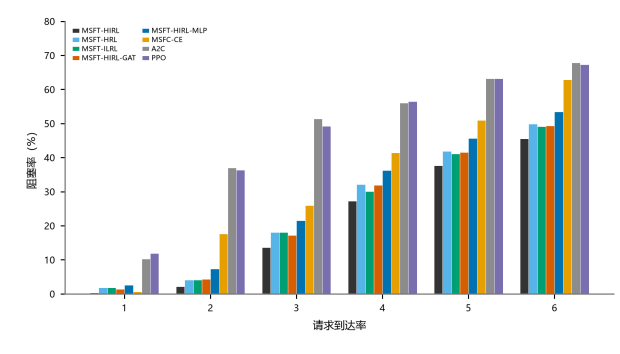 80
70
60
50
40
30
20
10
0
阻塞率（%）
MSFT-HIRL
MSFT-HRL
MSFT-ILRL
MSFT-HIRL-GAT
MSFT-HIRL-MLP
MSFC-CE
A2C
PPO
1 2 3 4 5 6
请求到达率